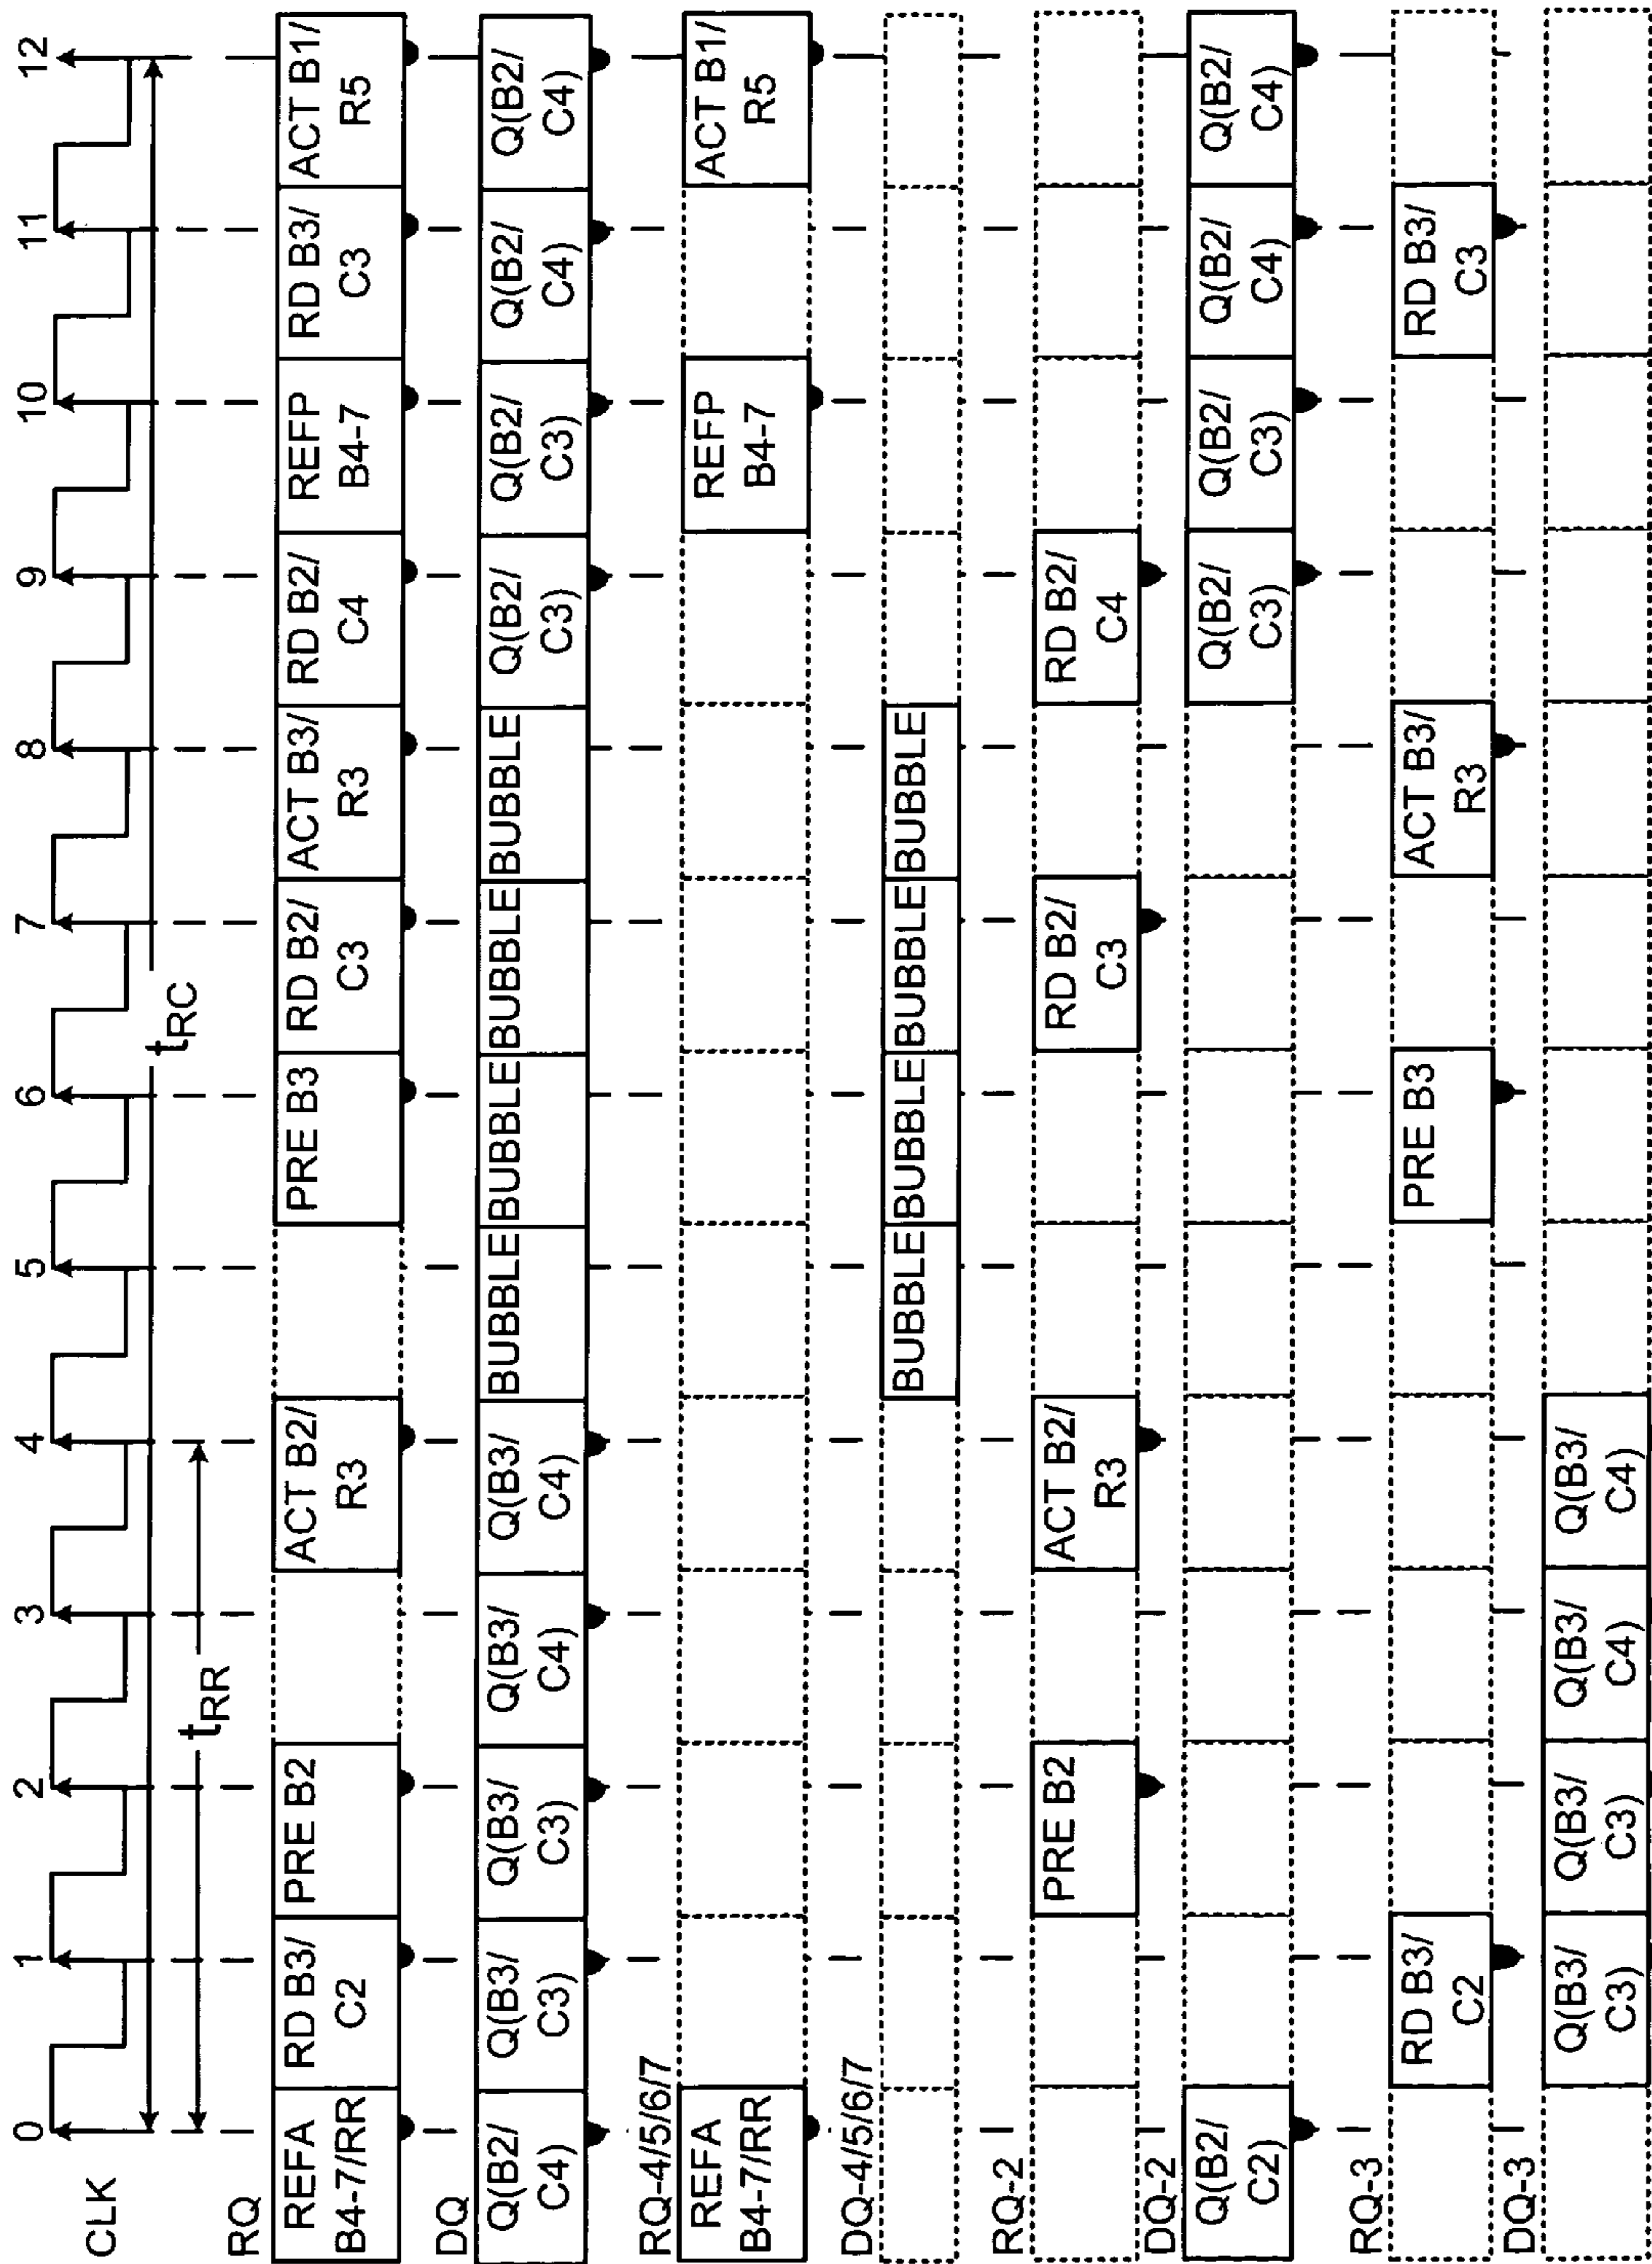 0 1 2 3 4 5 6 7 8 9 10 11 12
CLK
tRC
tRR
RQ
REFA B4-7/RR
RD B3/ C2
PRE B2
ACT B2/ R3
PRE B3
RD B2/ C3
ACT B3/ R3
RD B2/ C4
REFP B4-7
RD B3/ C3
ACT B1/ R5
DQ
Q(B2/ C4)
Q(B3/ C3)
Q(B3/ C3)
Q(B3/ C4)
Q(B3/ C4)
BUBBLE
BUBBLE
BUBBLE
BUBBLE
Q(B2/ C3)
Q(B2/ C3)
Q(B2/ C4)
Q(B2/ C4)
RQ-4/5/6/7
REFA B4-7/RR
REFP B4-7
ACT B1/ R5
DQ-4/5/6/7
BUBBLE
BUBBLE
BUBBLE
BUBBLE
RQ-2
PRE B2
ACT B2/ R3
RD B2/ C3
RD B2/ C4
DQ-2
Q(B2/ C2)
Q(B2/ C3)
Q(B2/ C3)
Q(B2/ C4)
Q(B2/ C4)
RQ-3
RD B3/ C2
PRE B3
ACT B3/ R3
RD B3/ C3
DQ-3
Q(B3/ C3)
Q(B3/ C3)
Q(B3/ C4)
Q(B3/ C4)